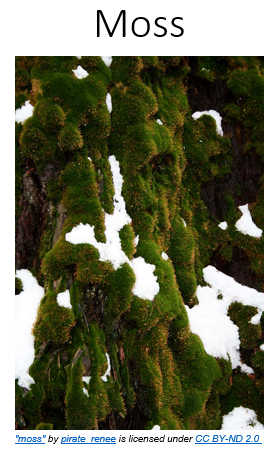 Moss
"moss" by pirate_renee is licensed under CC BY-ND 2.0